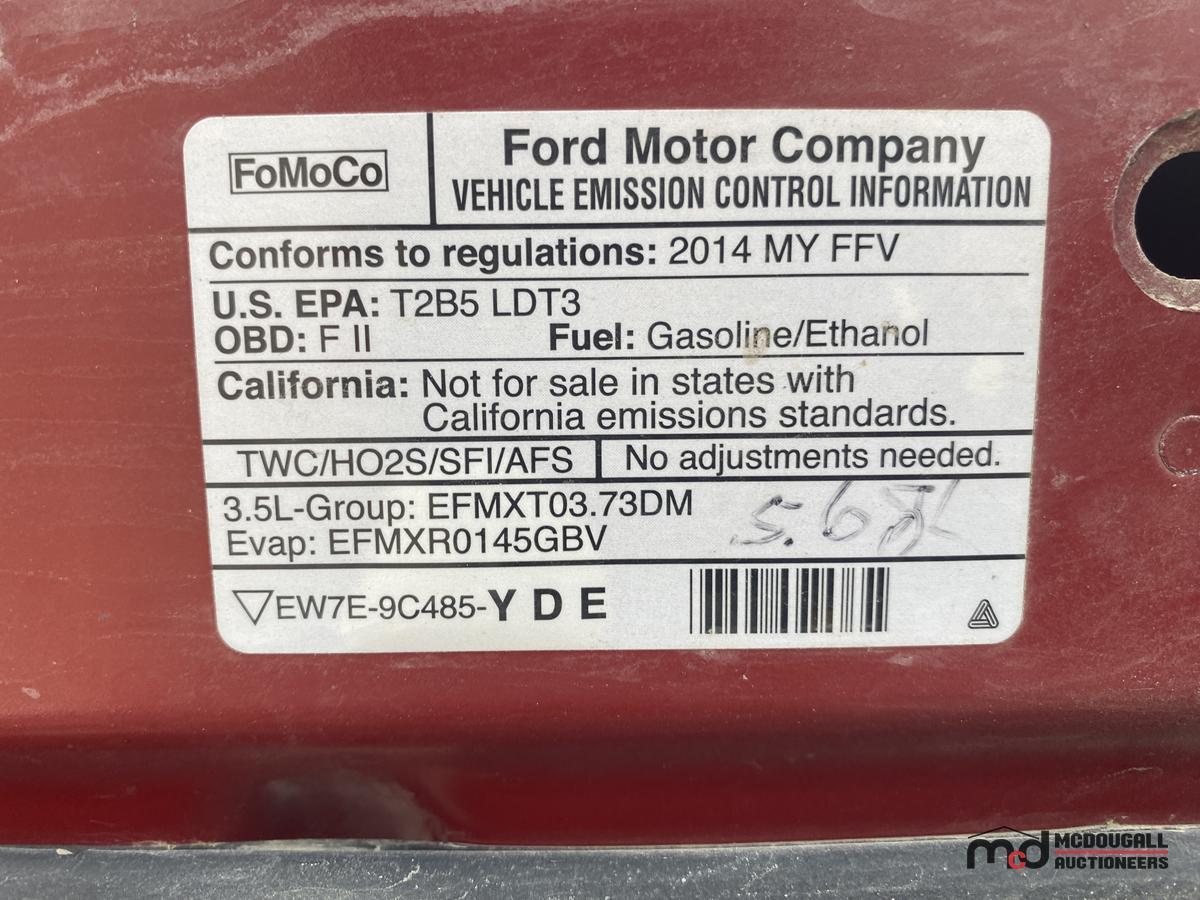 FoMoCo
Ford Motor Company
VEHICLE EMISSION CONTROL INFORMATION
Conforms to regulations: 2014 MY FFV
U.S. EPA: T2B5 LDT3
OBD: F II Fuel: Gasoline/Ethanol
California: Not for sale in states with
California emissions standards.
TWC/HO2S/SFI/AFS No adjustments needed.
3.5L-Group: EFMXT03.73DM
Evap: EFMXR0145GBV
EW7E-9C485-Y D E
mcd MCDOUGALL
AUCTIONEERS